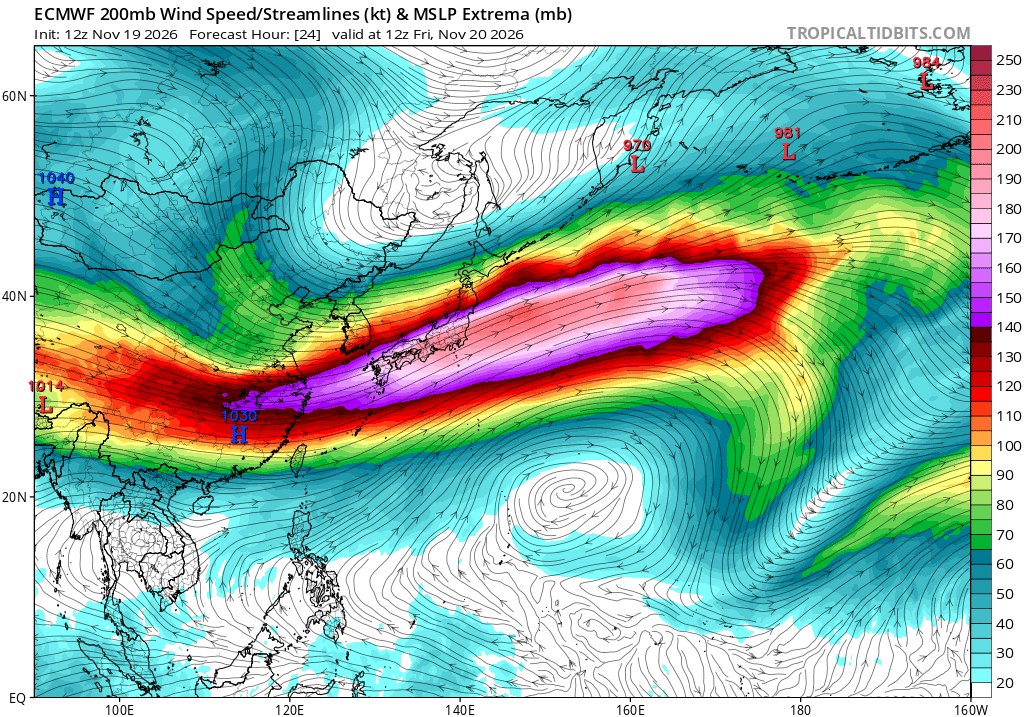 ECMWF 200mb Wind Speed/Streamlines (kt) & MSLP Extrema (mb)
Init: 12z Nov 19 2026 Forecast Hour: [24] valid at 12z Fri, Nov 20 2026
TROPICALTIDBITS.COM
984
L
250
230
210
200
190
180
170
160
150
140
130
120
110
100
90
80
70
60
50
40
30
20
60N
40N
20N
EQ
981
L
970
L
1040
H
1014
L
1030
H
100E
120E
140E
160E
180
160W